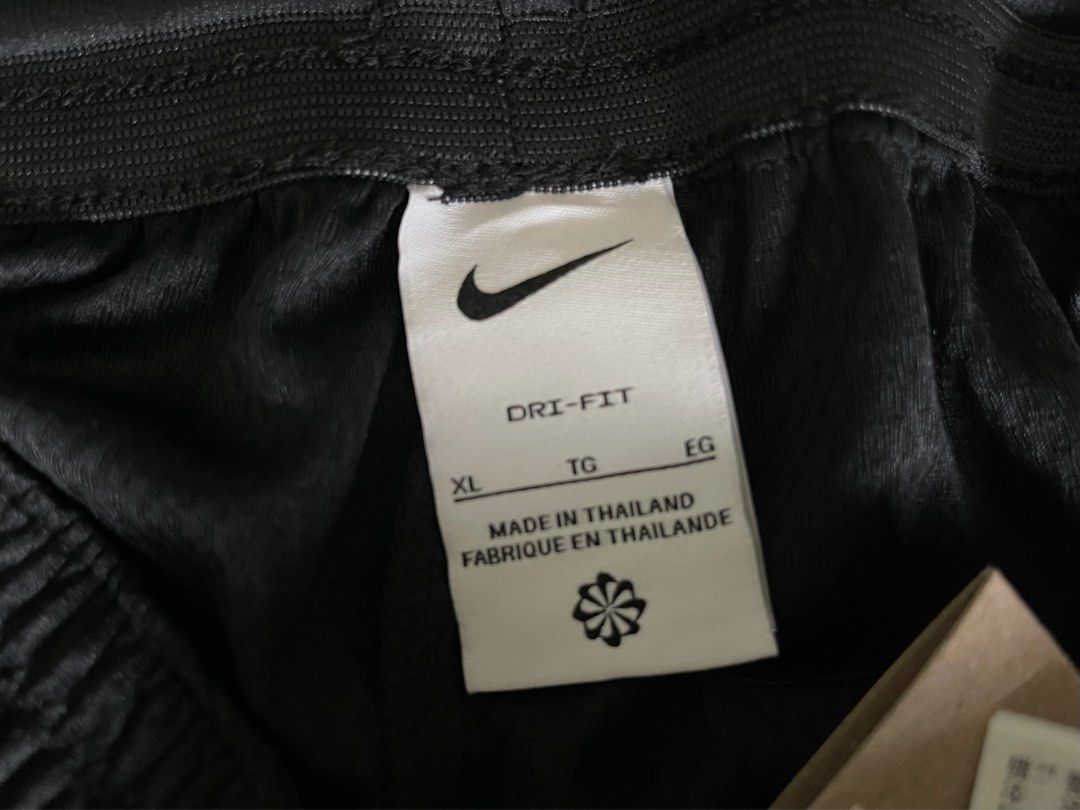 DRI-FIT
XL TG EG
MADE IN THAILAND
FABRIQUE EN THAILANDE